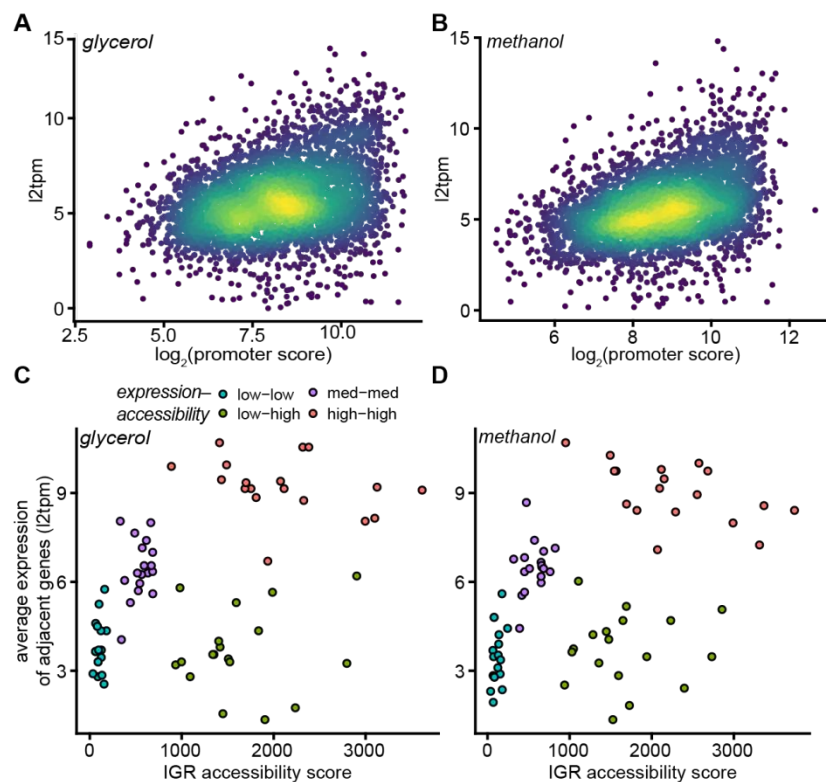 A
B
glycerol
methanol
15
10
5
0
l2tpm
2.5
5.0
7.5
10.0
log2(promoter score)
15
10
5
0
l2tpm
6
8
10
12
log2(promoter score)
C
D
expression–
accessibility
low–low
med–med
low–high
high–high
glycerol
methanol
9
6
3
average expression
of adjacent genes (l2tpm)
0
1000
2000
3000
IGR accessibility score
9
6
3
0
1000
2000
3000
IGR accessibility score